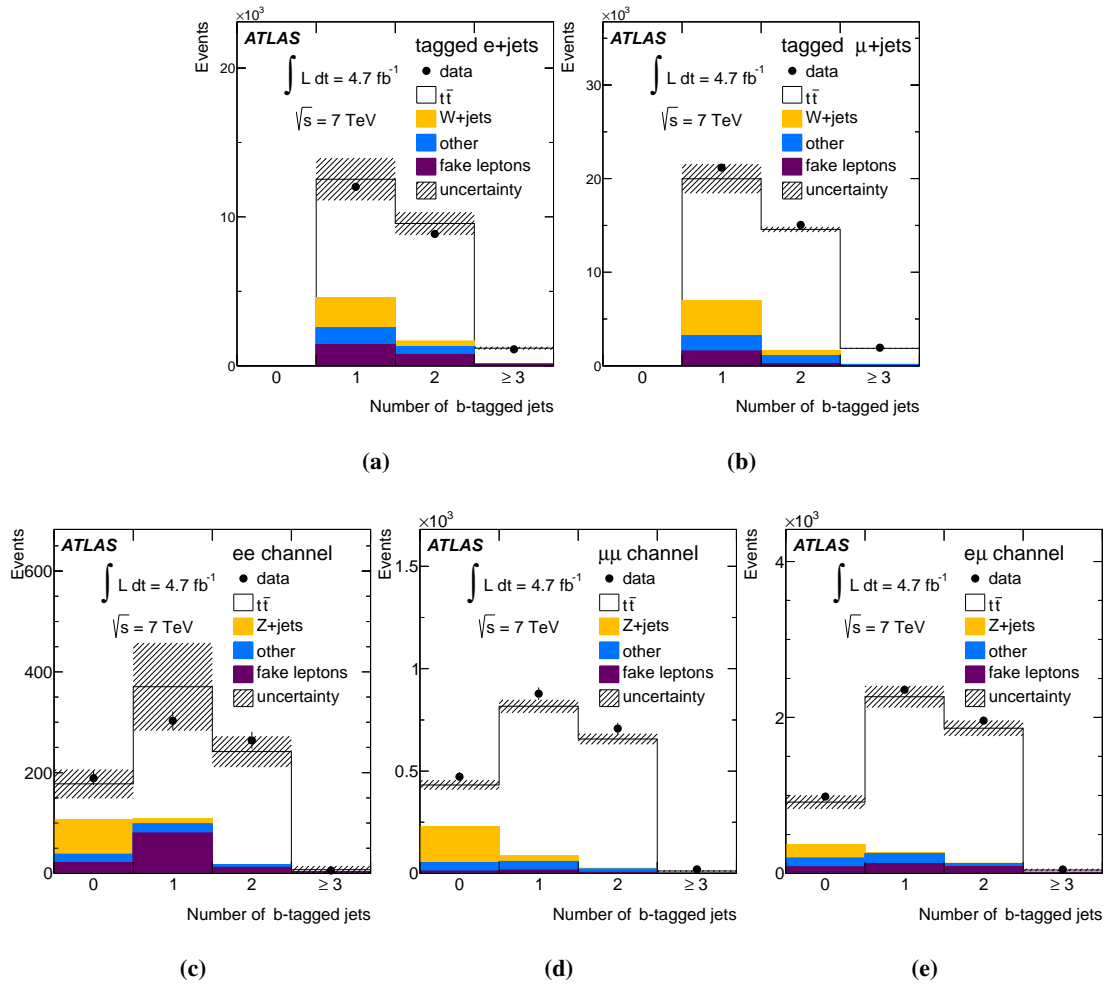 ×10³
Events
ATLAS
tagged e+jets
∫ L dt = 4.7 fb⁻¹
√s = 7 TeV
data
tt̄
W+jets
other
fake leptons
uncertainty
20
10
0
0 1 2 ≥ 3
Number of b-tagged jets
(a)
×10³
Events
ATLAS
tagged μ+jets
∫ L dt = 4.7 fb⁻¹
√s = 7 TeV
data
tt̄
W+jets
other
fake leptons
uncertainty
30
20
10
0
0 1 2 ≥ 3
Number of b-tagged jets
(b)
Events
ATLAS
ee channel
∫ L dt = 4.7 fb⁻¹
√s = 7 TeV
data
tt̄
Z+jets
other
fake leptons
uncertainty
600
400
200
0
0 1 2 ≥ 3
Number of b-tagged jets
(c)
×10³
Events
ATLAS
μμ channel
∫ L dt = 4.7 fb⁻¹
√s = 7 TeV
data
tt̄
Z+jets
other
fake leptons
uncertainty
1.5
1
0.5
0
0 1 2 ≥ 3
Number of b-tagged jets
(d)
×10³
Events
ATLAS
eμ channel
∫ L dt = 4.7 fb⁻¹
√s = 7 TeV
data
tt̄
Z+jets
other
fake leptons
uncertainty
4
2
0
0 1 2 ≥ 3
Number of b-tagged jets
(e)